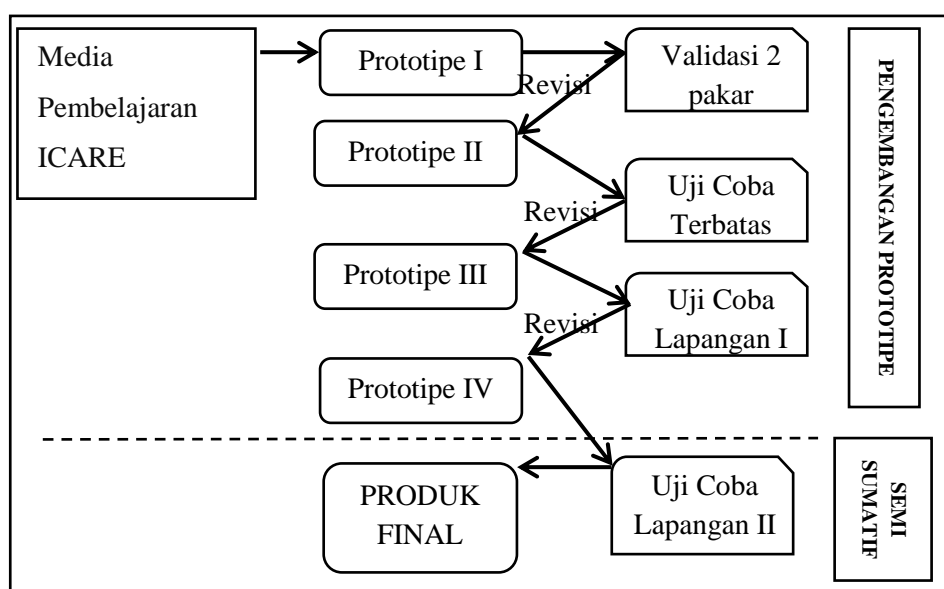 Media
Pembelajaran
ICARE
Prototipe I
Validasi 2
pakar
Revisi
Prototipe II
Uji Coba
Terbatas
Revisi
Prototipe III
Uji Coba
Lapangan I
Revisi
Prototipe IV
PENGEMBANGAN PROTOTIPE
PRODUK
FINAL
Uji Coba
Lapangan II
SEMI
SUMATIF